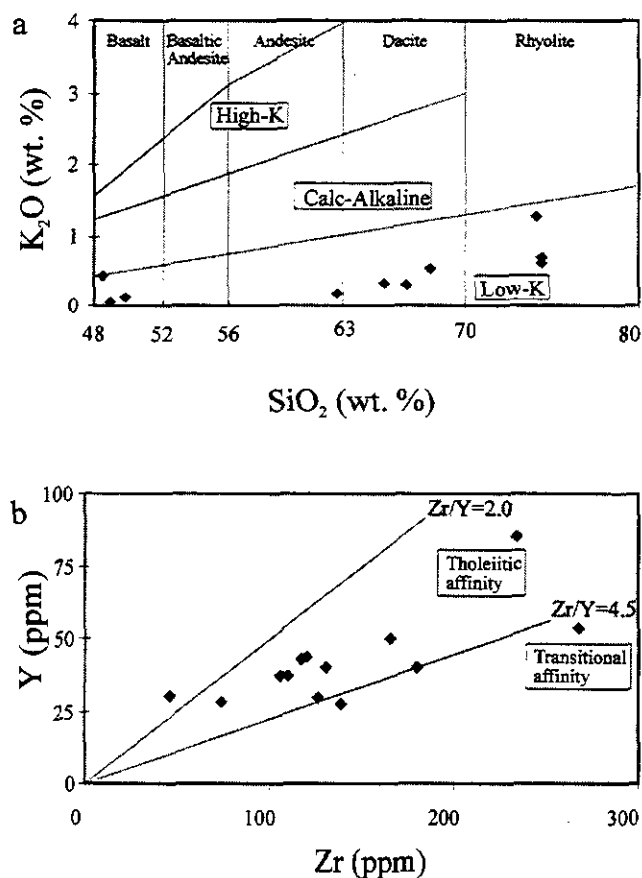 a
4
3
2
1
0
K₂O (wt. %)
Basalt
Basaltic
Andesite
Andesite
Dacite
Rhyolite
High-K
Calc-Alkaline
Low-K
48 52 56 63 70 80
SiO₂ (wt. %)
b
100
75
50
25
0
Y (ppm)
Zr/Y=2.0
Tholeiitic
affinity
Zr/Y=4.5
Transitional
affinity
0 100 200 300
Zr (ppm)